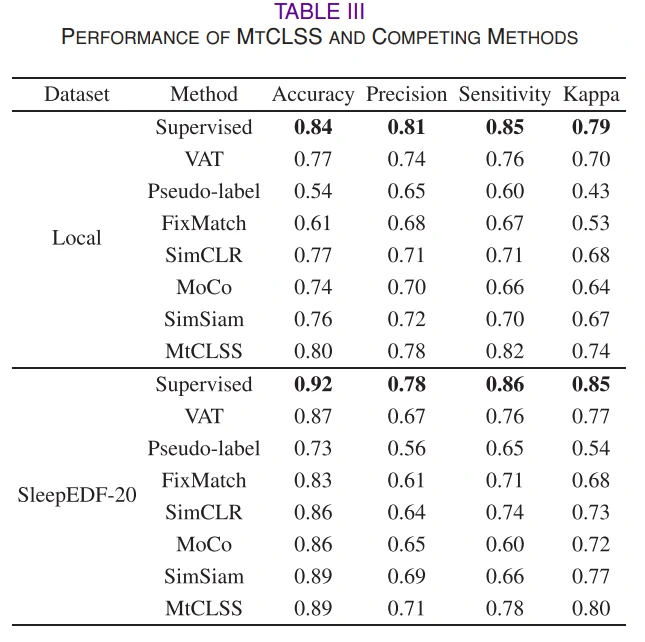 TABLE III
PERFORMANCE OF MTCLSS AND COMPETING METHODS
Dataset Method Accuracy Precision Sensitivity Kappa
Supervised 0.84 0.81 0.85 0.79
VAT 0.77 0.74 0.76 0.70
Pseudo-label 0.54 0.65 0.60 0.43
FixMatch 0.61 0.68 0.67 0.53
Local
SimCLR 0.77 0.71 0.71 0.68
MoCo 0.74 0.70 0.66 0.64
SimSiam 0.76 0.72 0.70 0.67
MtCLSS 0.80 0.78 0.82 0.74
Supervised 0.92 0.78 0.86 0.85
VAT 0.87 0.67 0.76 0.77
Pseudo-label 0.73 0.56 0.65 0.54
FixMatch 0.83 0.61 0.71 0.68
SleepEDF-20
SimCLR 0.86 0.64 0.74 0.73
MoCo 0.86 0.65 0.60 0.72
SimSiam 0.89 0.69 0.66 0.77
MtCLSS 0.89 0.71 0.78 0.80